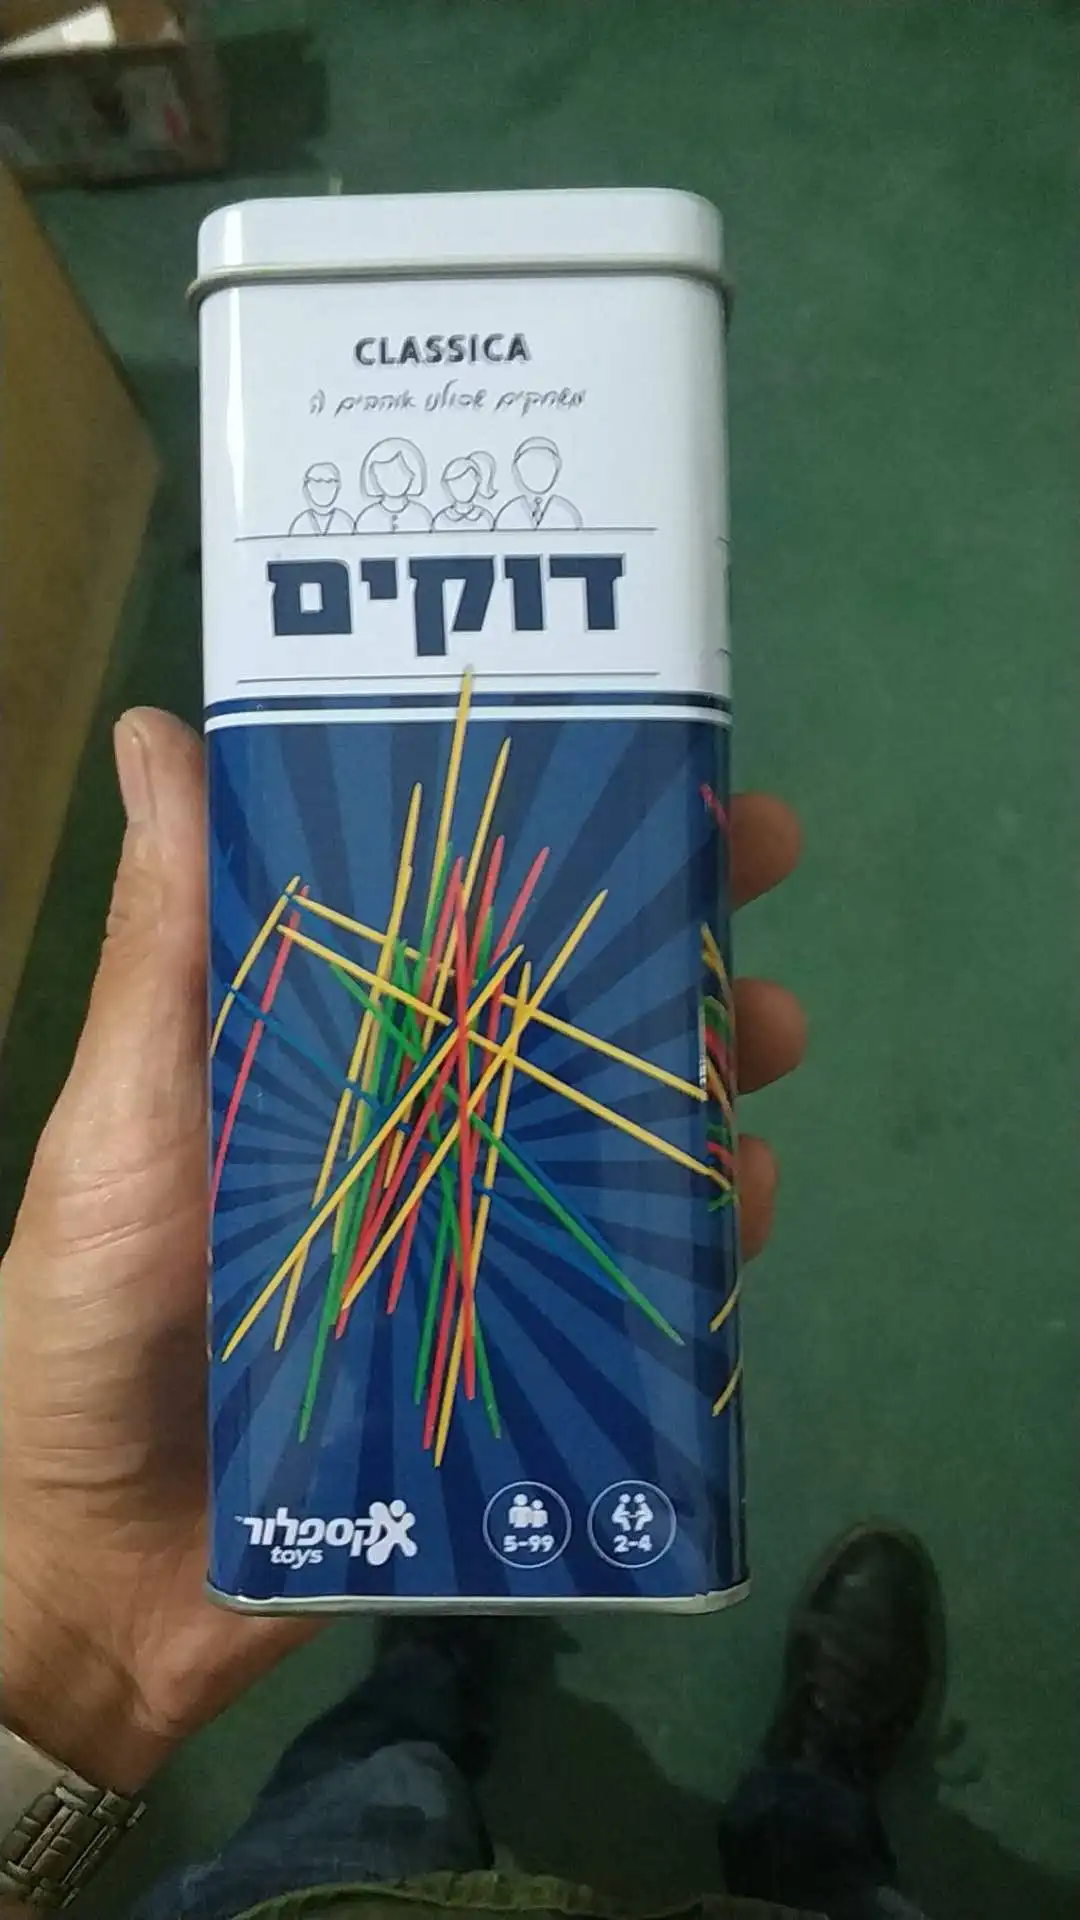 CLASSICA
משחקים שכולנו אוהבים (:
דוקים
אקספלור
toys
5-99
2-4